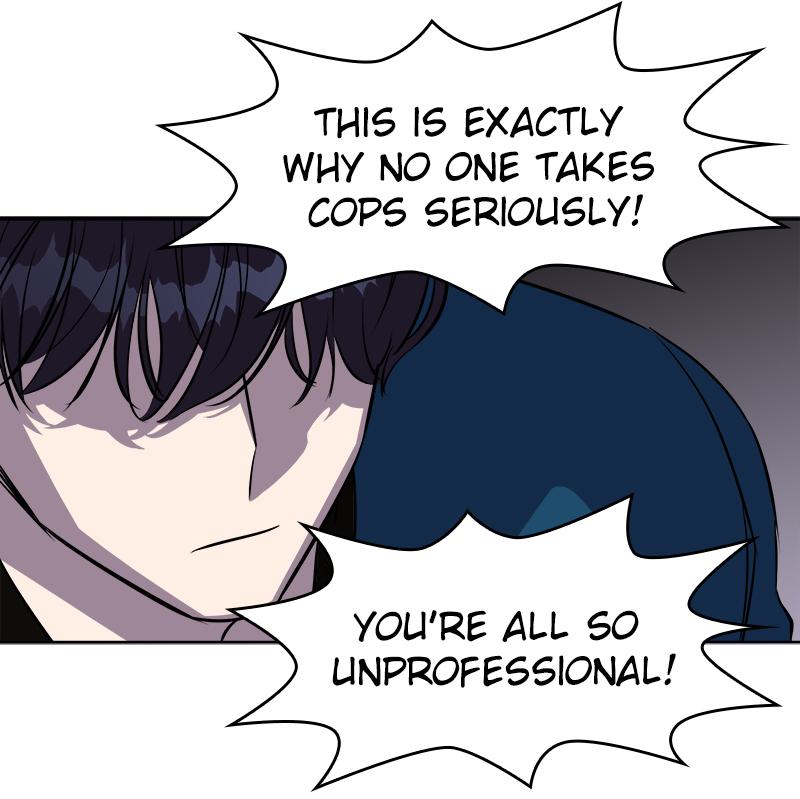 THIS IS EXACTLY
WHY NO ONE TAKES
COPS SERIOUSLY!
YOU'RE ALL SO
UNPROFESSIONAL!